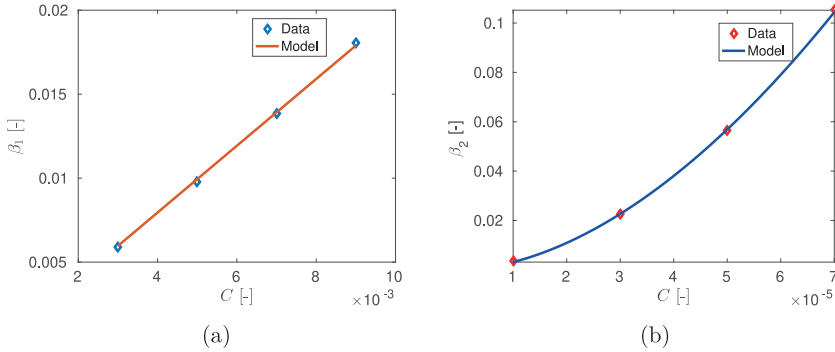 0.02
0.015
0.01
0.005
β₁ [-]
Data
Model
2 4 6 8 10
C [-]
×10⁻³
(a)
0.1
0.08
0.06
0.04
0.02
β₂ [-]
Data
Model
1 2 3 4 5 6 7
C [-]
×10⁻⁵
(b)